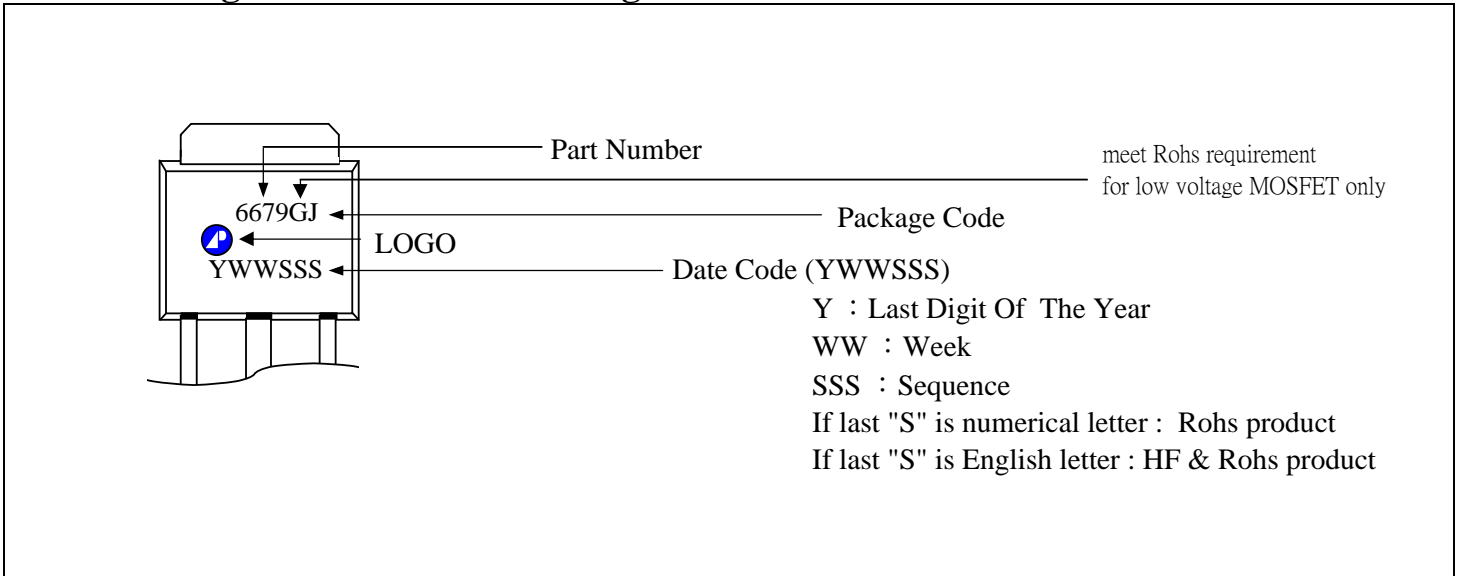 Part Number
meet Rohs requirement
for low voltage MOSFET only
6679GJ
Package Code
LOGO
YWWSSS
Date Code (YWWSSS)
Y ：Last Digit Of The Year
WW ：Week
SSS ：Sequence
If last "S" is numerical letter : Rohs product
If last "S" is English letter : HF & Rohs product